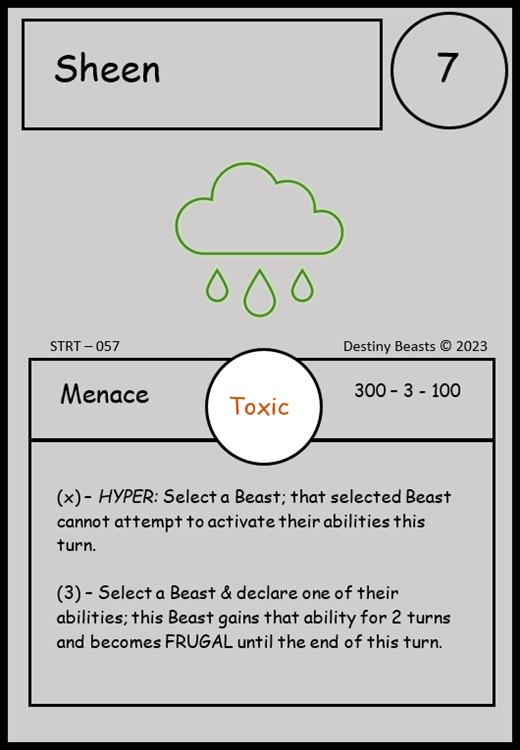 Sheen
7
STRT – 057
Destiny Beasts © 2023
Menace
Toxic
300 – 3 - 100
(x) – HYPER: Select a Beast; that selected Beast
cannot attempt to activate their abilities this
turn.
(3) – Select a Beast & declare one of their
abilities; this Beast gains that ability for 2 turns
and becomes FRUGAL until the end of this turn.